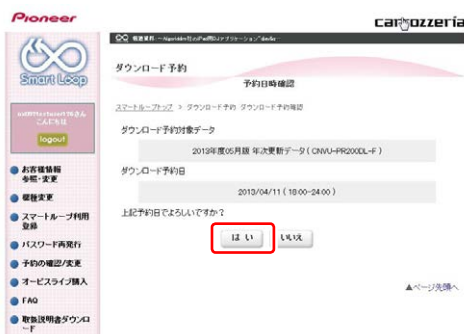 Pioneer
carrozzeria
Smart Loop
ダウンロード予約
予約日時確認
スマートループトップ > ダウンロード予約 ダウンロード予約確認
ダウンロード予約対象データ
2013年度05月版 年次更新データ ( CNVU-PR200DL-F )
ダウンロード予約日
2013/04/11 ( 18:00-24:00 )
上記予約日でよろしいですか？
はい
いいえ
▲ページ先頭へ
こんにちは
logout
お客様情報
参照・変更
機種変更
スマートループ利用
登録
パスワード再発行
予約の確認/変更
オービスライブ購入
FAQ
取扱説明書ダウンロ
ード